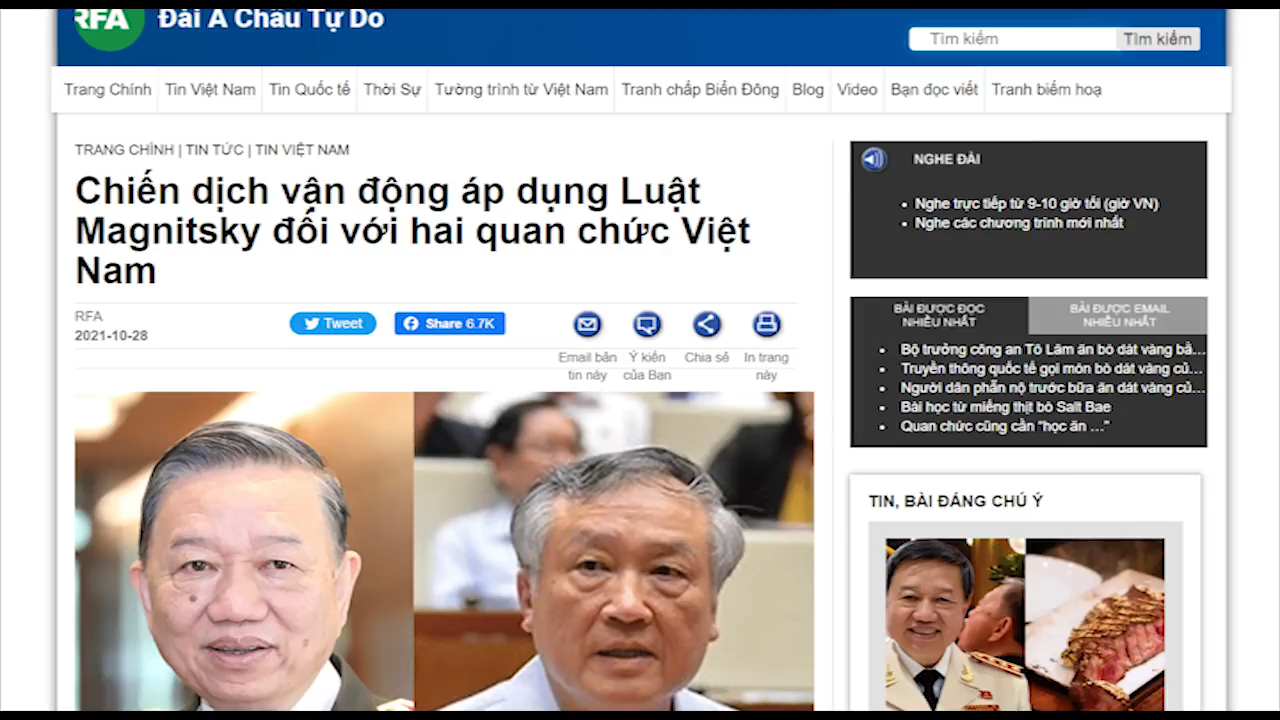 RFA
Đài Á Châu Tự Do
Tìm kiếm
Tìm kiếm
Trang Chính
Tin Việt Nam
Tin Quốc tế
Thời Sự
Tường trình từ Việt Nam
Tranh chấp Biển Đông
Blog
Video
Bạn đọc viết
Tranh biếm hoạ
TRANG CHÍNH | TIN TỨC | TIN VIỆT NAM
Chiến dịch vận động áp dụng Luật
Magnitsky đối với hai quan chức Việt
Nam
RFA
2021-10-28
Tweet
Share 6.7K
Email bản
tin này
Ý kiến
của Bạn
Chia sẻ
In trang
này
NGHE ĐÀI
Nghe trực tiếp từ 9-10 giờ tối (giờ VN)
Nghe các chương trình mới nhất
BÀI ĐƯỢC ĐỌC
NHIỀU NHẤT
BÀI ĐƯỢC EMAIL
NHIỀU NHẤT
Bộ trưởng công an Tô Lâm ăn bò dát vàng bằ...
Truyền thông quốc tế gọi món bò dát vàng củ...
Người dân phẫn nộ trước bữa ăn dát vàng củ...
Bài học từ miếng thịt bò Salt Bae
Quan chức cũng cần “học ăn ...”
TIN, BÀI ĐÁNG CHÚ Ý